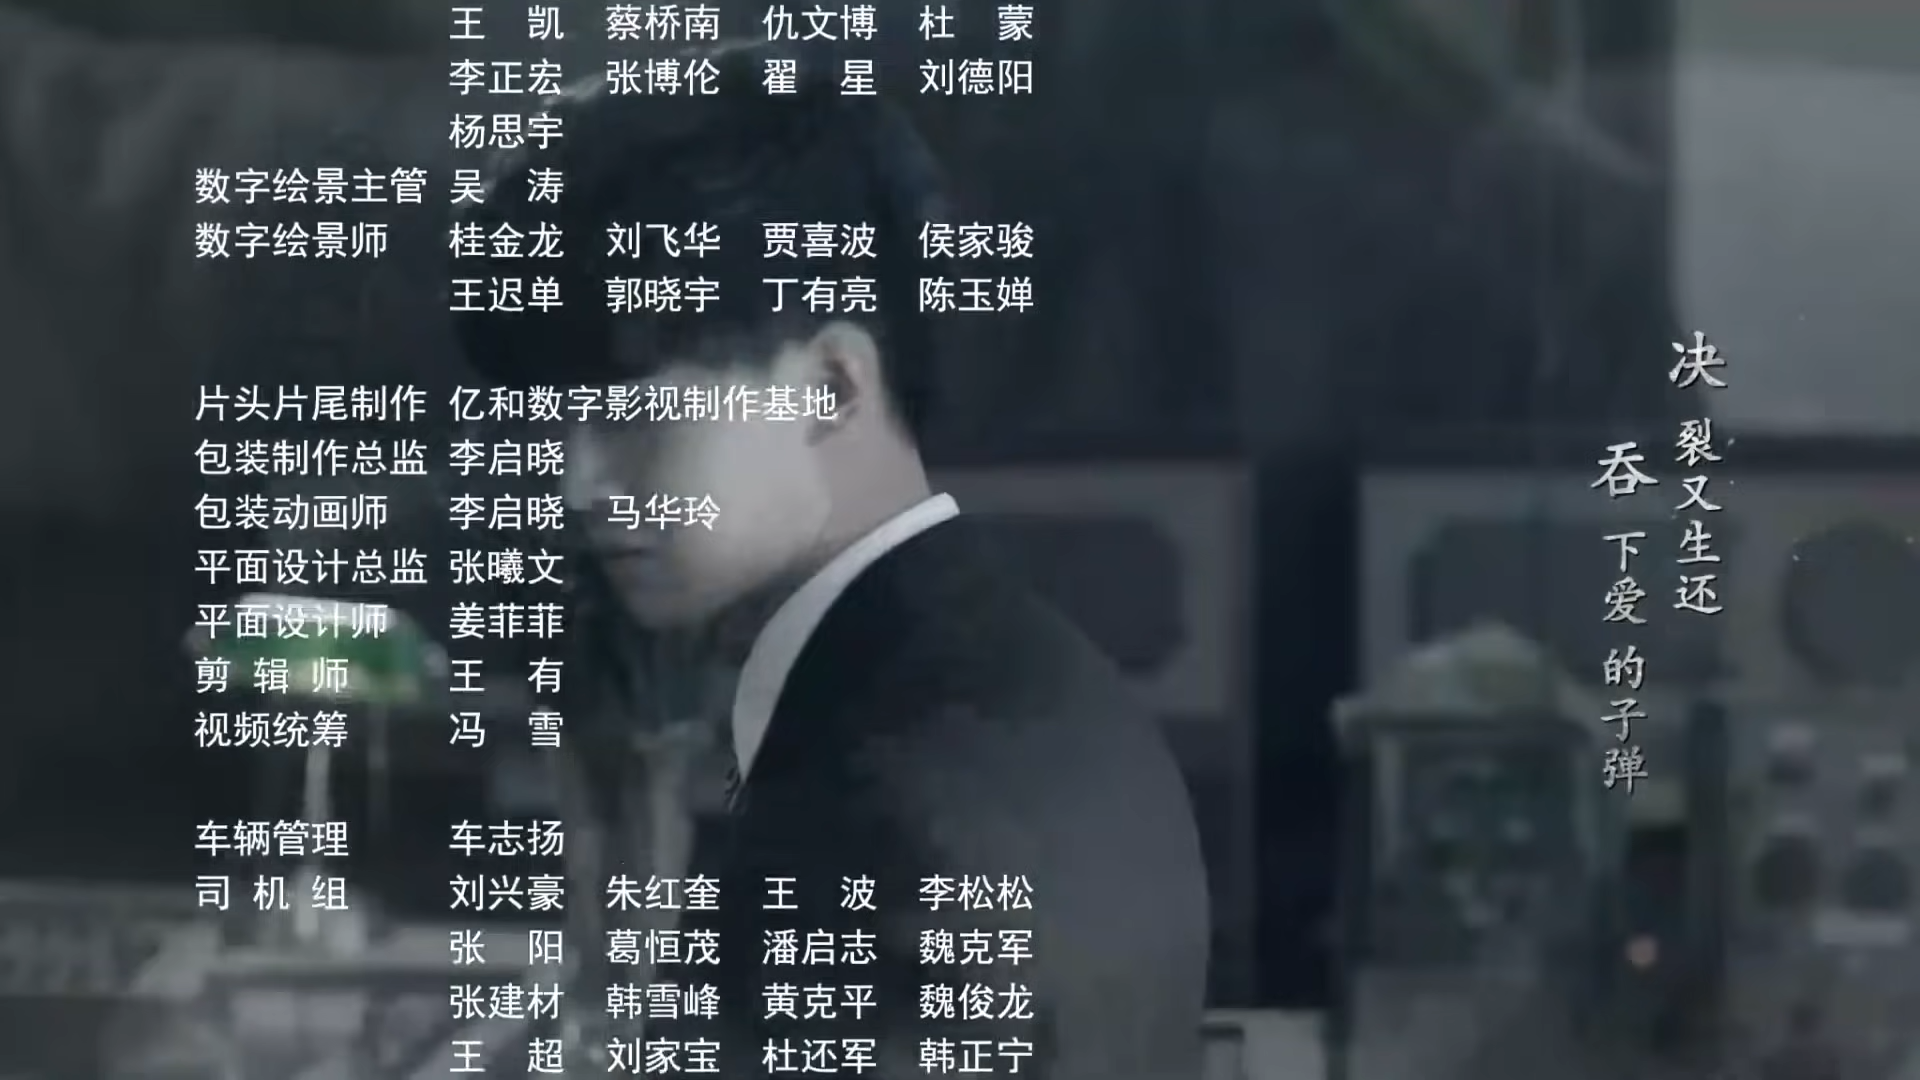 王　凯　蔡桥南　仇文博　杜　蒙
李正宏　张博伦　翟　星　刘德阳
杨思宇
数字绘景主管　吴　涛
数字绘景师　桂金龙　刘飞华　贾喜波　侯家骏
王迟单　郭晓宇　丁有亮　陈玉婵
片头片尾制作　亿和数字影视制作基地
包装制作总监　李启晓
包装动画师　李启晓　马华玲
平面设计总监　张曦文
平面设计师　姜菲菲
剪 辑 师　王　有
视频统筹　冯　雪
车辆管理　车志扬
司 机 组　刘兴豪　朱红奎　王　波　李松松
张　阳　葛恒茂　潘启志　魏克军
张建材　韩雪峰　黄克平　魏俊龙
王　超　刘家宝　杜还军　韩正宁
决裂又生还
吞下爱的子弹